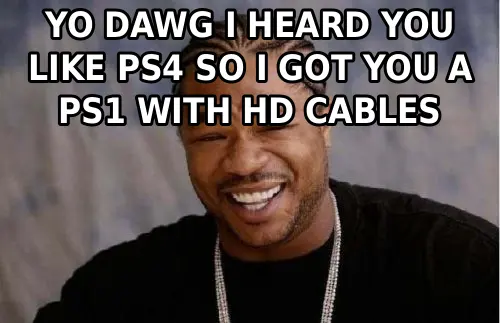 YO DAWG I HEARD YOU
LIKE PS4 SO I GOT YOU A
PS1 WITH HD CABLES